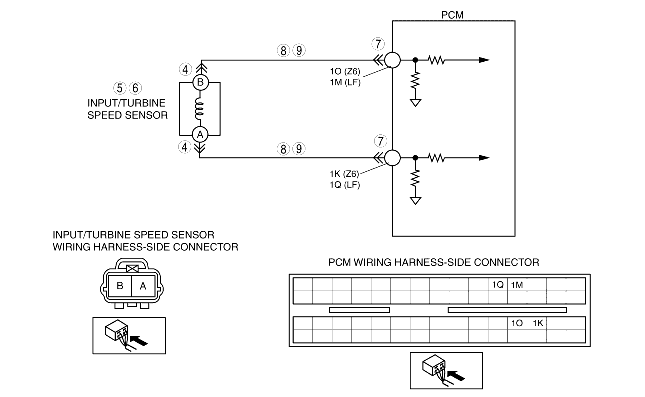 PCM
8 9
7
4
1O (Z6)
1M (LF)
5 6
B
INPUT/TURBINE
SPEED SENSOR
A
4
8 9
7
1K (Z6)
1Q (LF)
INPUT/TURBINE SPEED SENSOR
WIRING HARNESS-SIDE CONNECTOR
B A
PCM WIRING HARNESS-SIDE CONNECTOR
1Q 1M
1O 1K